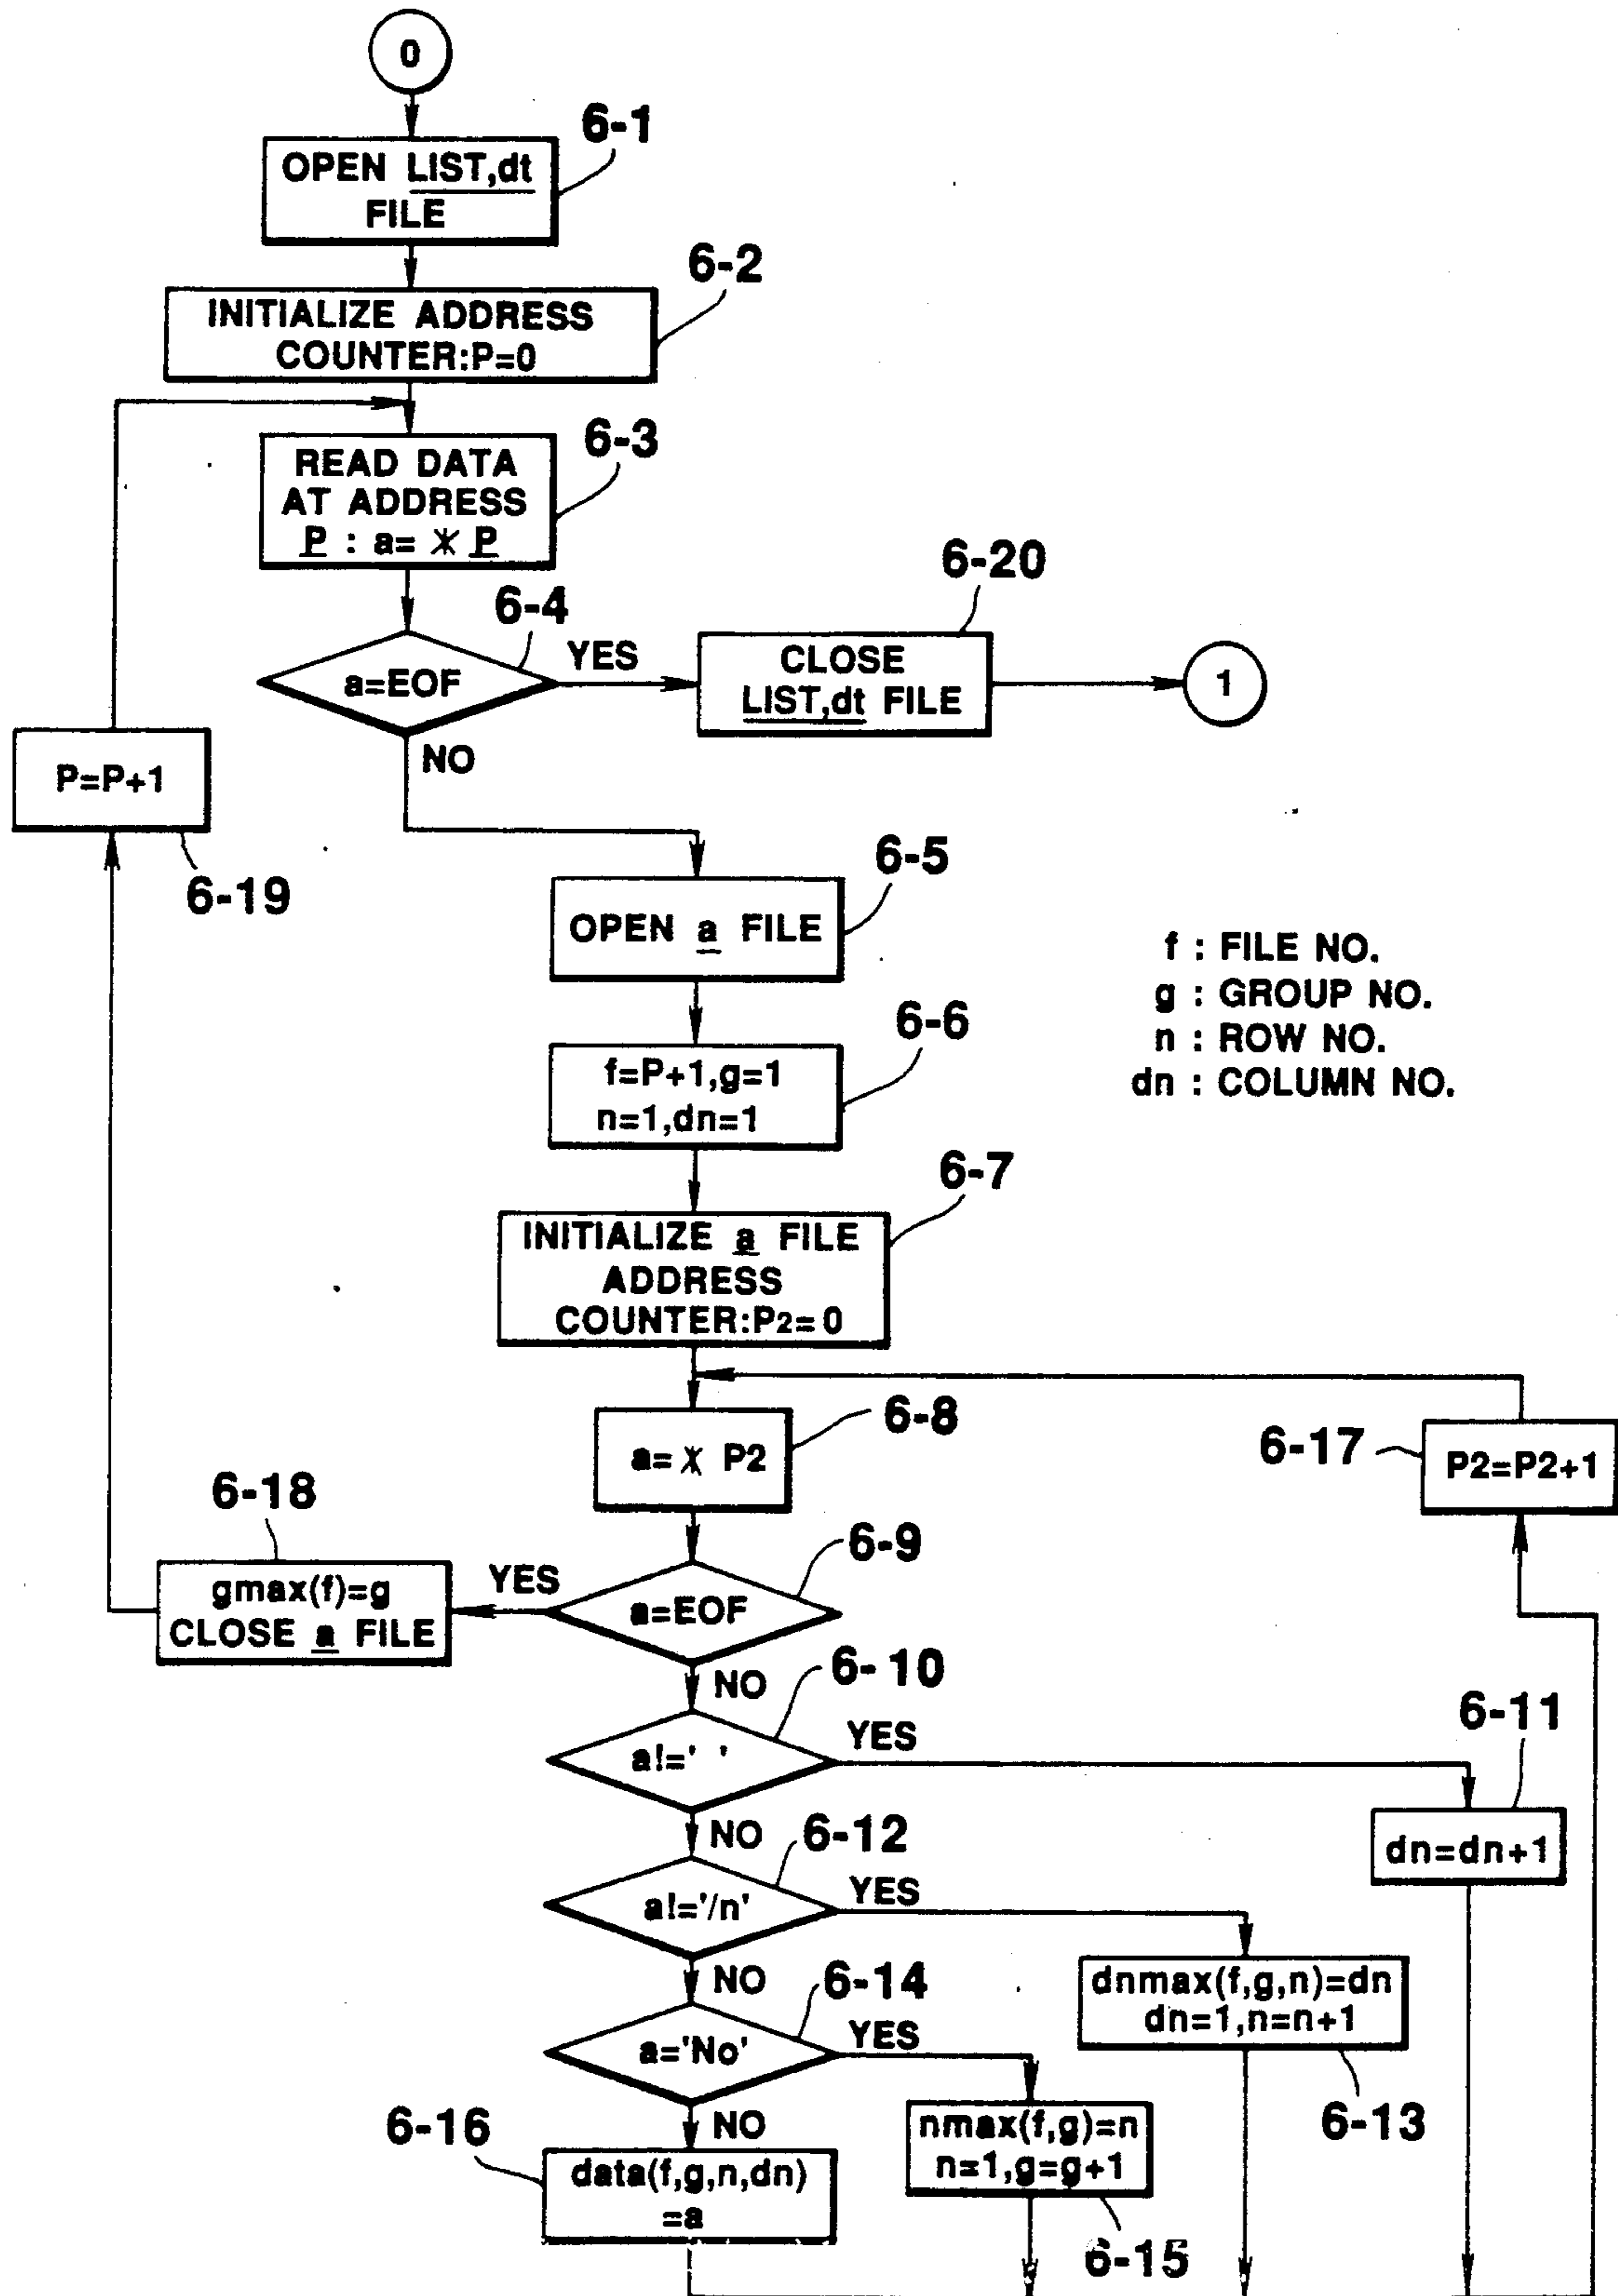 0
6-1
OPEN LIST,dt
FILE
6-2
INITIALIZE ADDRESS
COUNTER:P=0
6-3
READ DATA
AT ADDRESS
P : a= * P
6-4
a=EOF
YES
NO
6-20
CLOSE
LIST,dt FILE
1
P=P+1
6-19
6-5
OPEN a FILE
f : FILE NO.
g : GROUP NO.
n : ROW NO.
dn : COLUMN NO.
6-6
f=P+1,g=1
n=1,dn=1
6-7
INITIALIZE a FILE
ADDRESS
COUNTER:P2=0
6-8
a= * P2
6-17
P2=P2+1
6-18
gmax(f)=g
CLOSE a FILE
YES
6-9
a=EOF
NO
6-10
a!=' '
YES
NO
6-11
dn=dn+1
6-12
a!='/n'
YES
NO
dnmax(f,g,n)=dn
dn=1,n=n+1
6-13
6-14
a='No'
YES
NO
nmax(f,g)=n
n=1,g=g+1
6-15
6-16
data(f,g,n,dn)
=a